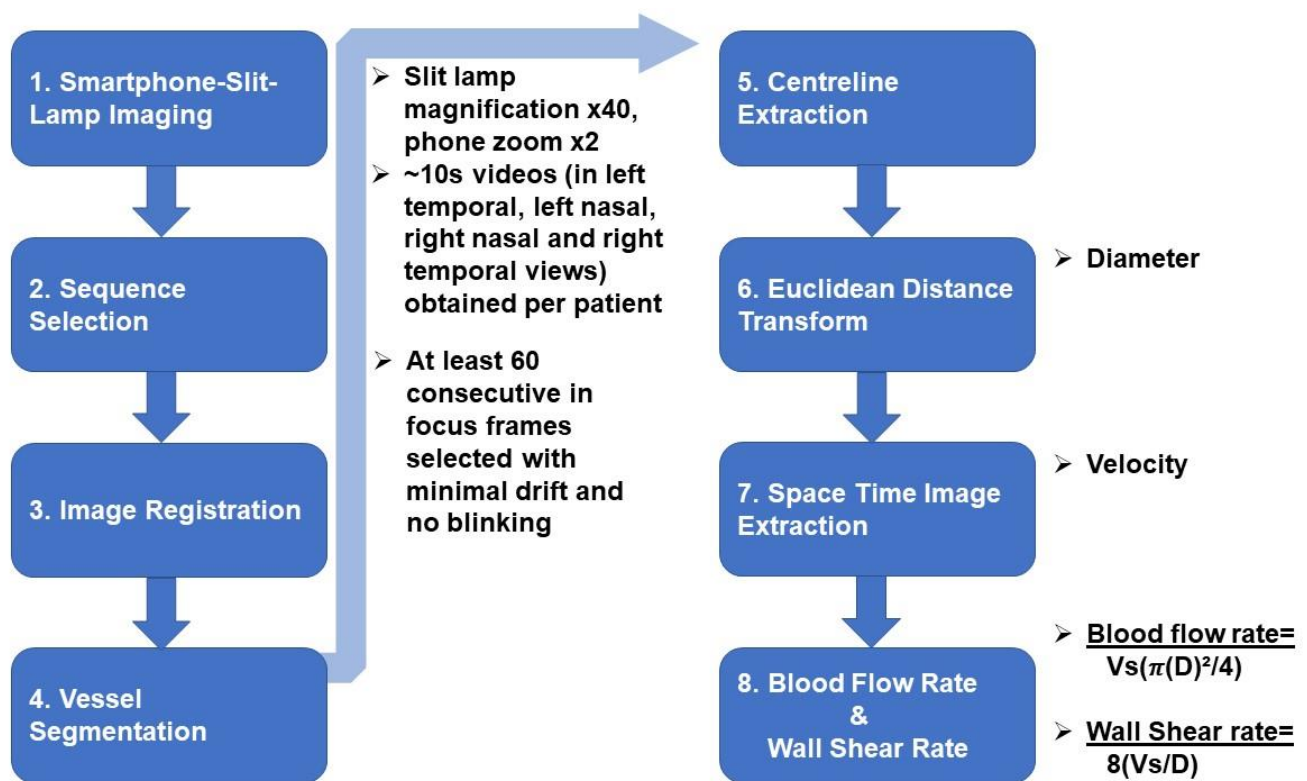 1. Smartphone-Slit-
Lamp Imaging
2. Sequence
Selection
3. Image Registration
4. Vessel
Segmentation
➢ Slit lamp
magnification x40,
phone zoom x2
➢ ~10s videos (in left
temporal, left nasal,
right nasal and right
temporal views)
obtained per patient
➢ At least 60
consecutive in
focus frames
selected with
minimal drift and
no blinking
5. Centreline
Extraction
6. Euclidean Distance
Transform
➢ Diameter
7. Space Time Image
Extraction
➢ Velocity
8. Blood Flow Rate
&
Wall Shear Rate
➢ Blood flow rate=
Vs(π(D)²/4)
➢ Wall Shear rate=
8(Vs/D)